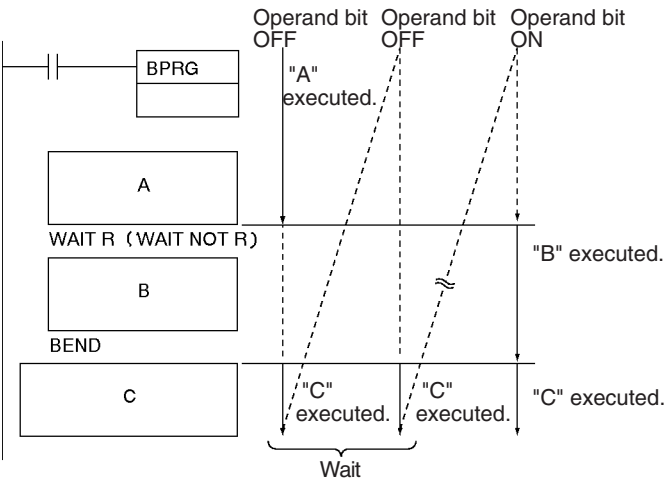 Operand bit OFF
Operand bit OFF
Operand bit ON
BPRG
"A" executed.
A
WAIT R (WAIT NOT R)
"B" executed.
B
BEND
C
"C" executed.
"C" executed.
"C" executed.
Wait